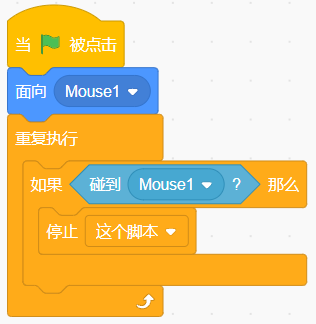 当 被点击
面向 Mouse1
重复执行
如果 碰到 Mouse1 ? 那么
停止 这个脚本